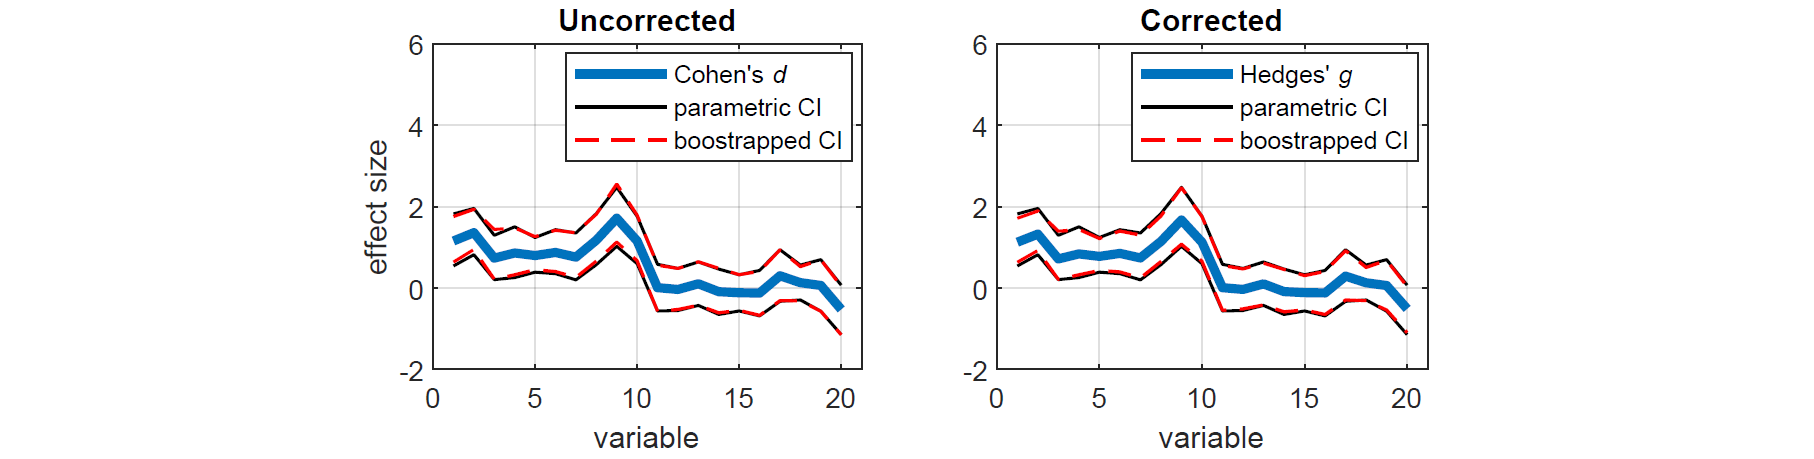 Uncorrected
6
4
2
0
-2
effect size
Cohen's d
parametric CI
boostrapped CI
0 5 10 15 20
variable
Corrected
6
4
2
0
-2
Hedges' g
parametric CI
boostrapped CI
0 5 10 15 20
variable